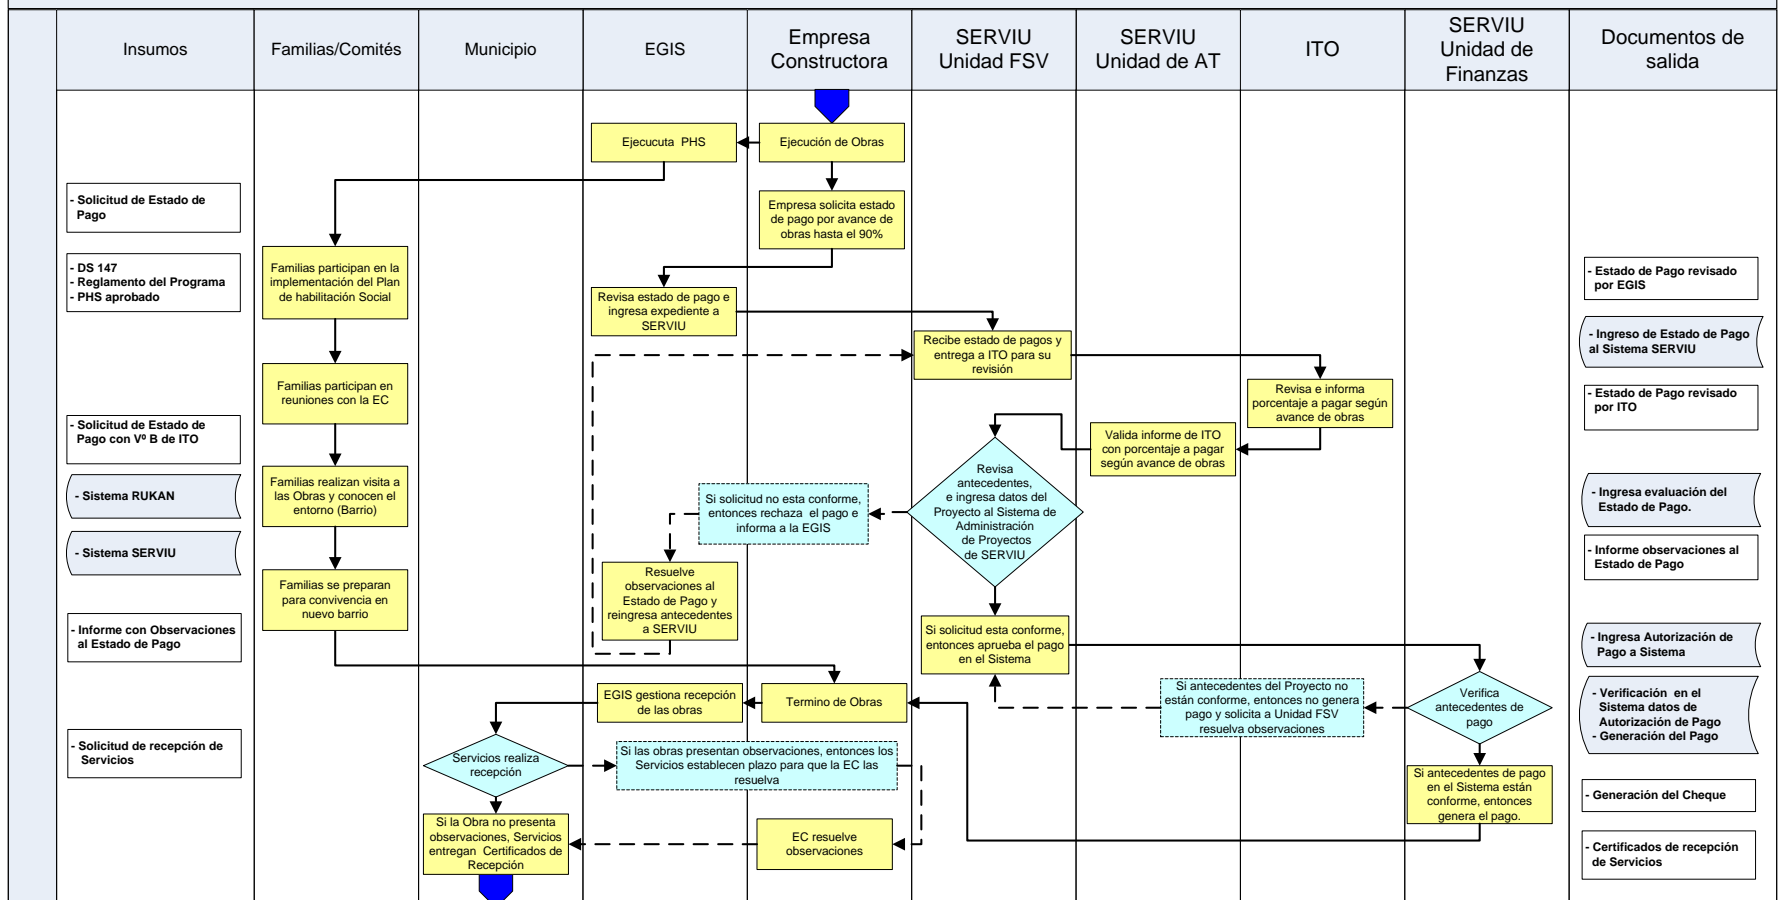 Insumos
Familias/Comités
Municipio
EGIS
Empresa
Constructora
SERVIU
Unidad FSV
SERVIU
Unidad de AT
ITO
SERVIU
Unidad de
Finanzas
Documentos de
salida
Ejecucuta  PHS
Ejecución de Obras
- Solicitud de Estado de
Pago
Empresa solicita estado
de pago por avance de
obras hasta el 90%
- DS 147
- Reglamento del Programa
- PHS aprobado
Familias participan en la
implementación del Plan
de habilitación Social
Revisa estado de pago e
ingresa expediente a
SERVIU
- Estado de Pago revisado
por EGIS
Recibe estado de pagos y
entrega a ITO para su
revisión
- Ingreso de Estado de Pago
al Sistema SERVIU
Familias participan en
reuniones con la EC
Revisa e informa
porcentaje a pagar según
avance de obras
- Estado de Pago revisado
por ITO
- Solicitud de Estado de
Pago con Vº B de ITO
Valida informe de ITO
con porcentaje a pagar
según avance de obras
- Sistema RUKAN
Familias realizan visita a
las Obras y conocen el
entorno (Barrio)
Si solicitud no esta conforme,
entonces rechaza  el pago e
informa a la EGIS
Revisa
antecedentes,
e ingresa datos del
Proyecto al Sistema de
Administración
de Proyectos
de SERVIU
- Ingresa evaluación del
Estado de Pago.
- Sistema SERVIU
- Informe observaciones al
Estado de Pago
Familias se preparan
para convivencia en
nuevo barrio
Resuelve
observaciones al
Estado de Pago y
reingresa antecedentes
a SERVIU
- Informe con Observaciones
al Estado de Pago
Si solicitud esta conforme,
entonces aprueba el pago
en el Sistema
- Ingresa Autorización de
Pago a Sistema
EGIS gestiona recepción
de las obras
Termino de Obras
Si antecedentes del Proyecto no
están conforme, entonces no genera
pago y solicita a Unidad FSV
resuelva observaciones
Verifica
antecedentes de
pago
- Verificación  en el
Sistema datos de
Autorización de Pago
- Generación del Pago
- Solicitud de recepción de
Servicios
Servicios realiza
recepción
Si las obras presentan observaciones, entonces los
Servicios establecen plazo para que la EC las
resuelva
Si antecedentes de pago
en el Sistema están
conforme, entonces
genera el pago.
- Generación del Cheque
Si la Obra no presenta
observaciones, Servicios
entregan  Certificados de
Recepción
EC resuelve
observaciones
- Certificados de recepción
de Servicios